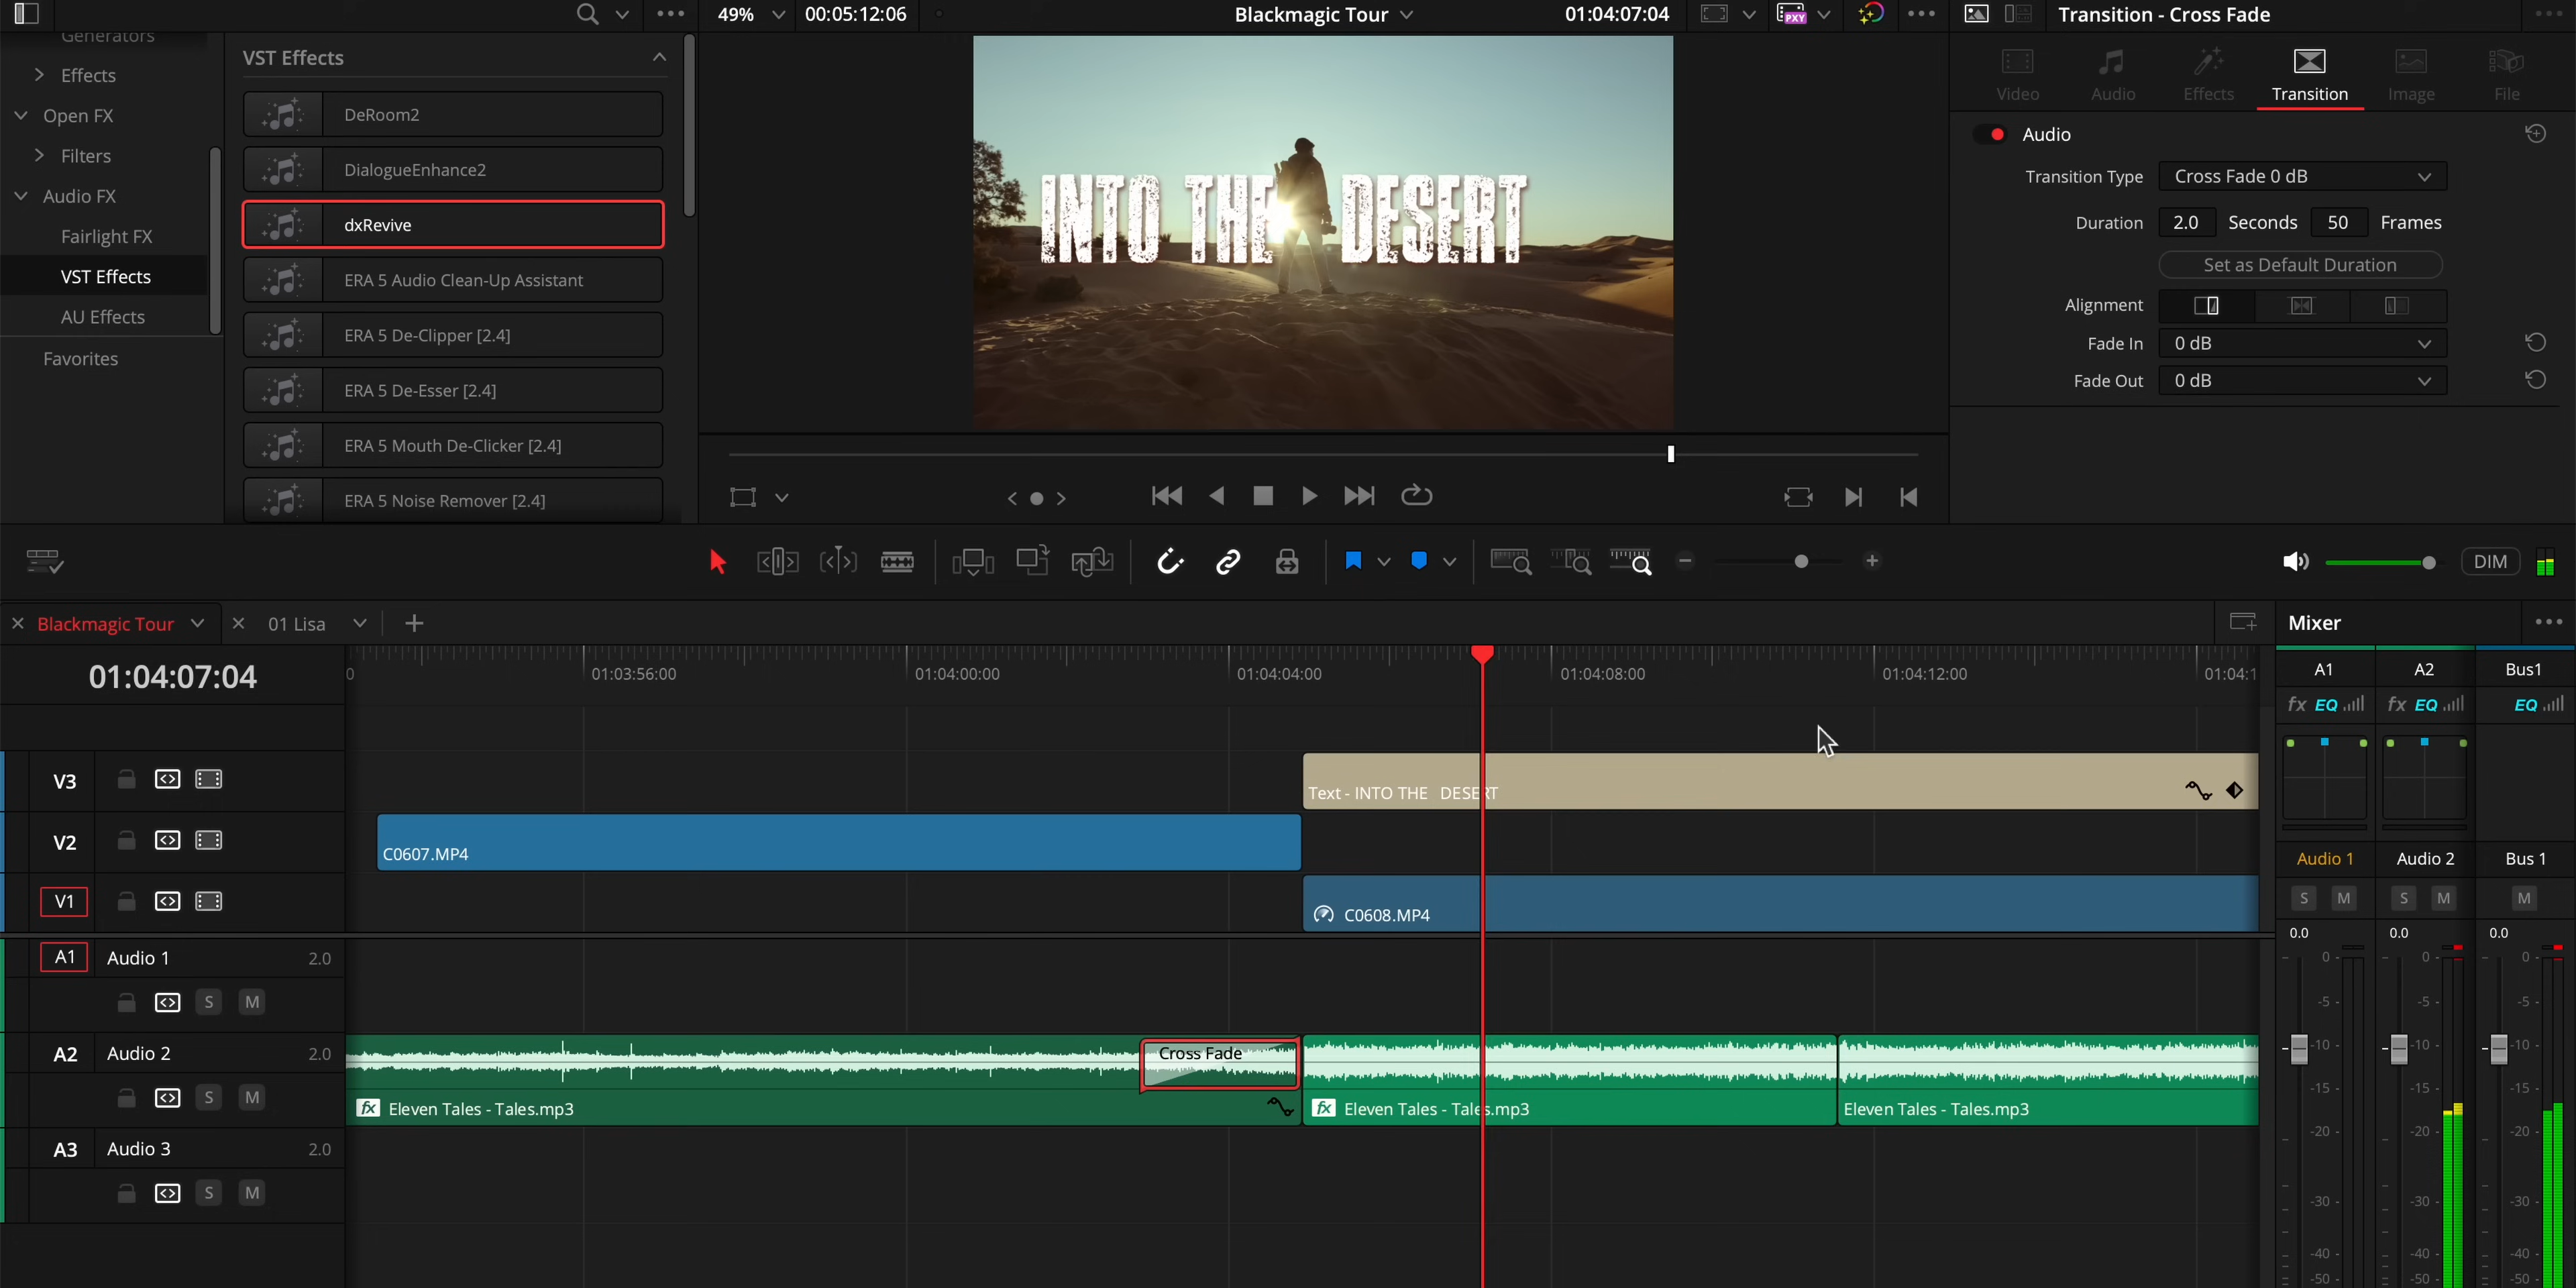 49%
00:05:12:06
Blackmagic Tour
01:04:07:04
PXY
Transition - Cross Fade
Generators
Effects
Open FX
Filters
Audio FX
Fairlight FX
VST Effects
AU Effects
Favorites
VST Effects
DeRoom2
DialogueEnhance2
dxRevive
ERA 5 Audio Clean-Up Assistant
ERA 5 De-Clipper [2.4]
ERA 5 De-Esser [2.4]
ERA 5 Mouth De-Clicker [2.4]
ERA 5 Noise Remover [2.4]
INTO THE DESERT
Video Audio Effects Transition Image File
Audio
Transition Type Cross Fade 0 dB
Duration 2.0 Seconds 50 Frames
Set as Default Duration
Alignment
Fade In 0 dB
Fade Out 0 dB
DIM
Blackmagic Tour
01 Lisa
Mixer
01:04:07:04
0 01:03:56:00 01:04:00:00 01:04:04:00 01:04:08:00 01:04:12:00 01:04:1
V3
Text - INTO THE DESERT
V2
C0607.MP4
V1
C0608.MP4
A1 Audio 1 2.0
S M
A2 Audio 2 2.0
Cross Fade
S M
fx Eleven Tales - Tales.mp3
fx Eleven Tales - Tales.mp3
Eleven Tales - Tales.mp3
A3 Audio 3 2.0
S M
A1 A2 Bus1
fx EQ fx EQ EQ
Audio 1 Audio 2 Bus 1
S M S M M
0.0 0.0 0.0
0 - 0 - 0 -
-5 - -5 - -5 -
-10 - -10 - -10 -
-15 - -15 - -15 -
-20 - -20 - -20 -
-30 - -30 - -30 -
-40 - -40 - -40 -
-50 - -50 - -50 -